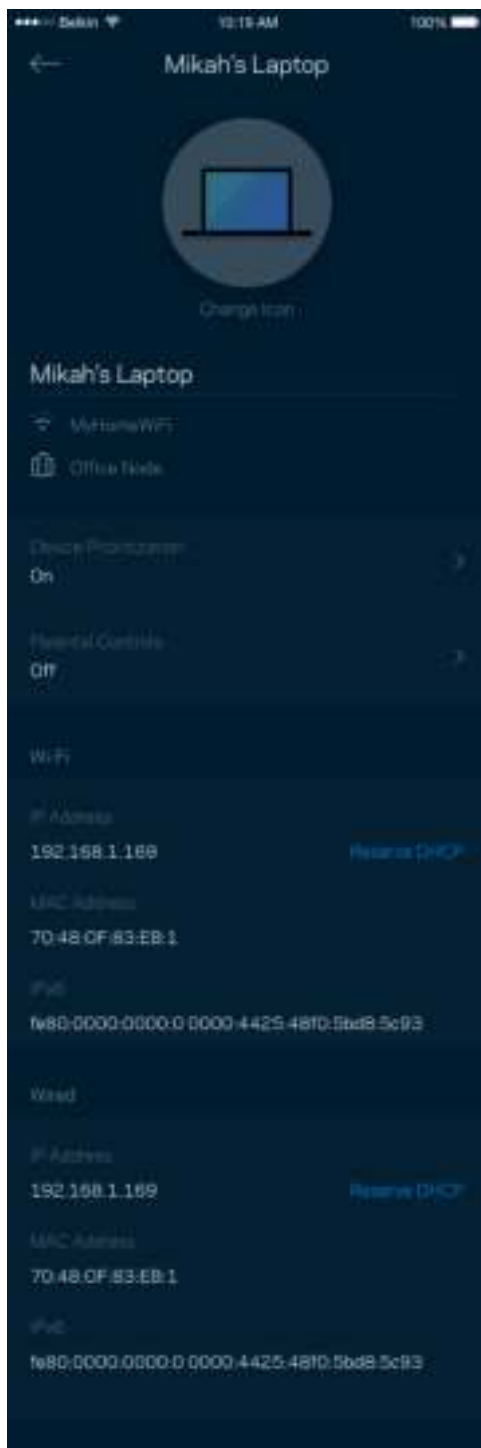 Belkin 10:19 AM 100%
Mikah's Laptop
Change Icon
Mikah's Laptop
MyHomeWiFi
Office Node
Device Prioritization
On
Parental Controls
Off
Wi-Fi
IP Address
192.168.1.169 Reserve DHCP
MAC Address
70:48:0F:83:EB:1
IPv6
fe80:0000:0000:0 0000:4425:48f0:5bd8:5c93
Wired
IP Address
192.168.1.169 Reserve DHCP
MAC Address
70:48:0F:83:EB:1
IPv6
fe80:0000:0000:0 0000:4425:48f0:5bd8:5c93